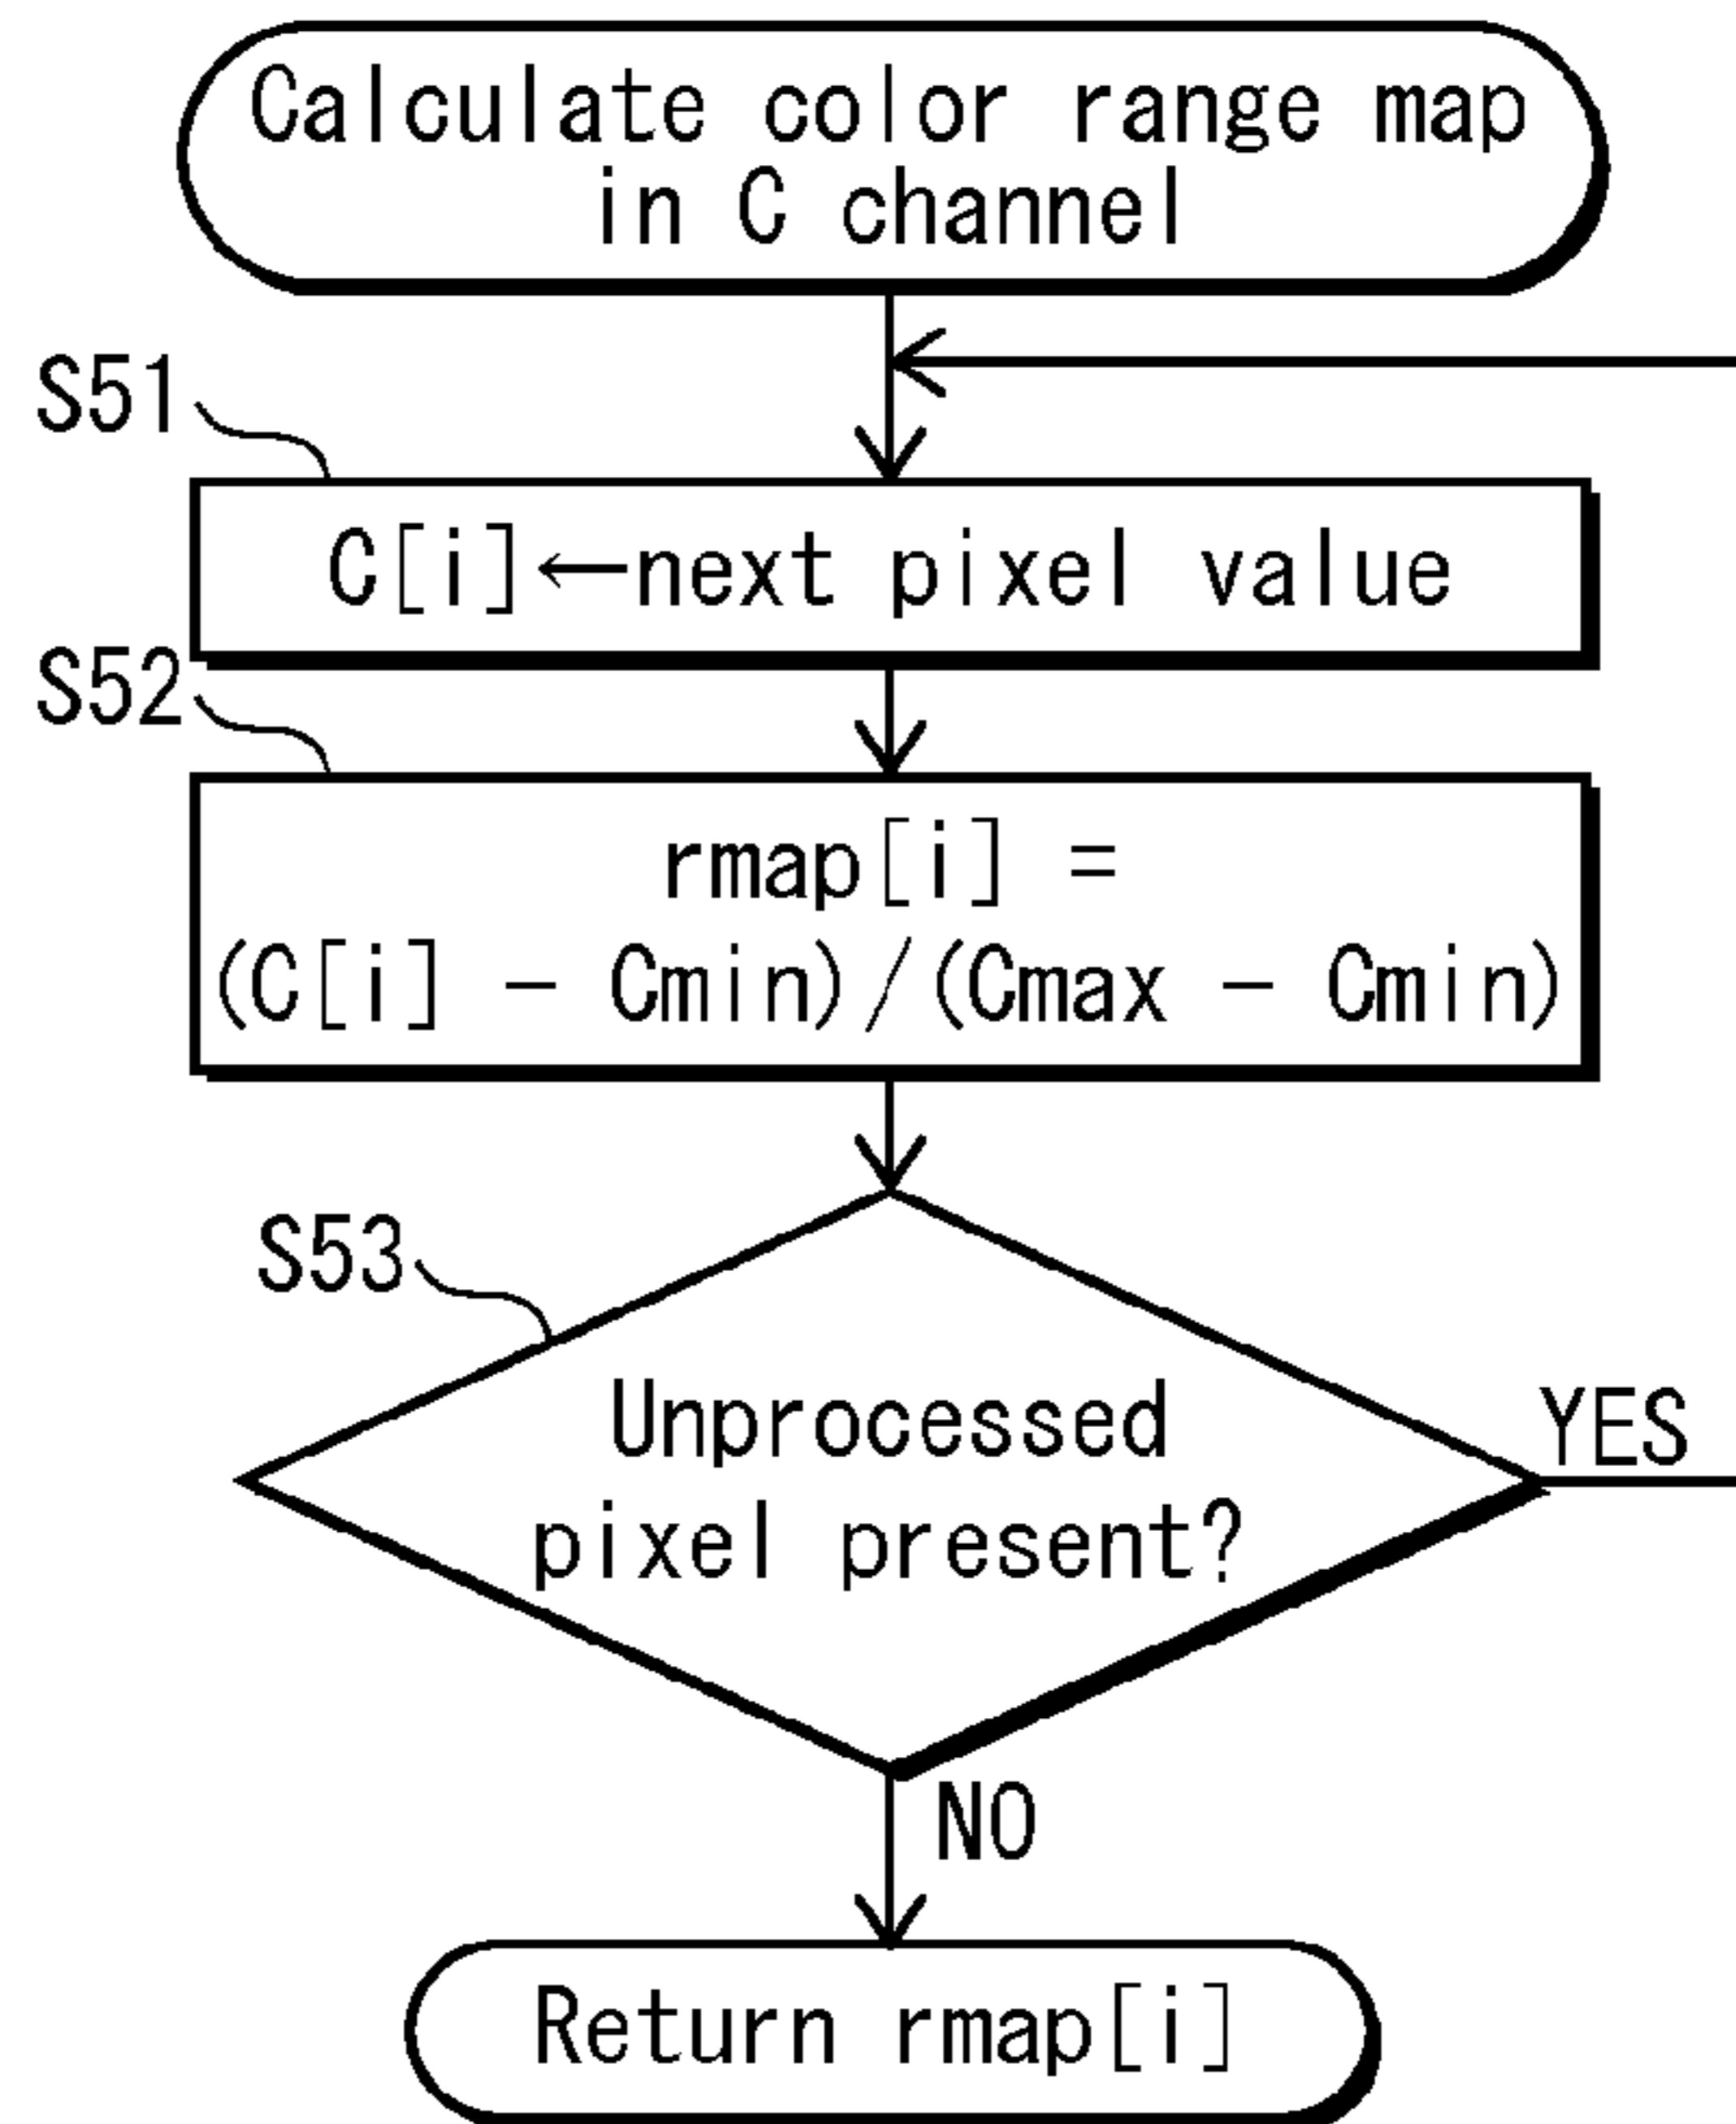 Calculate color range map
in C channel
S51
C[i]←next pixel value
S52
rmap[i] =
(C[i] − Cmin)/(Cmax − Cmin)
S53
Unprocessed
pixel present?
YES
NO
Return rmap[i]